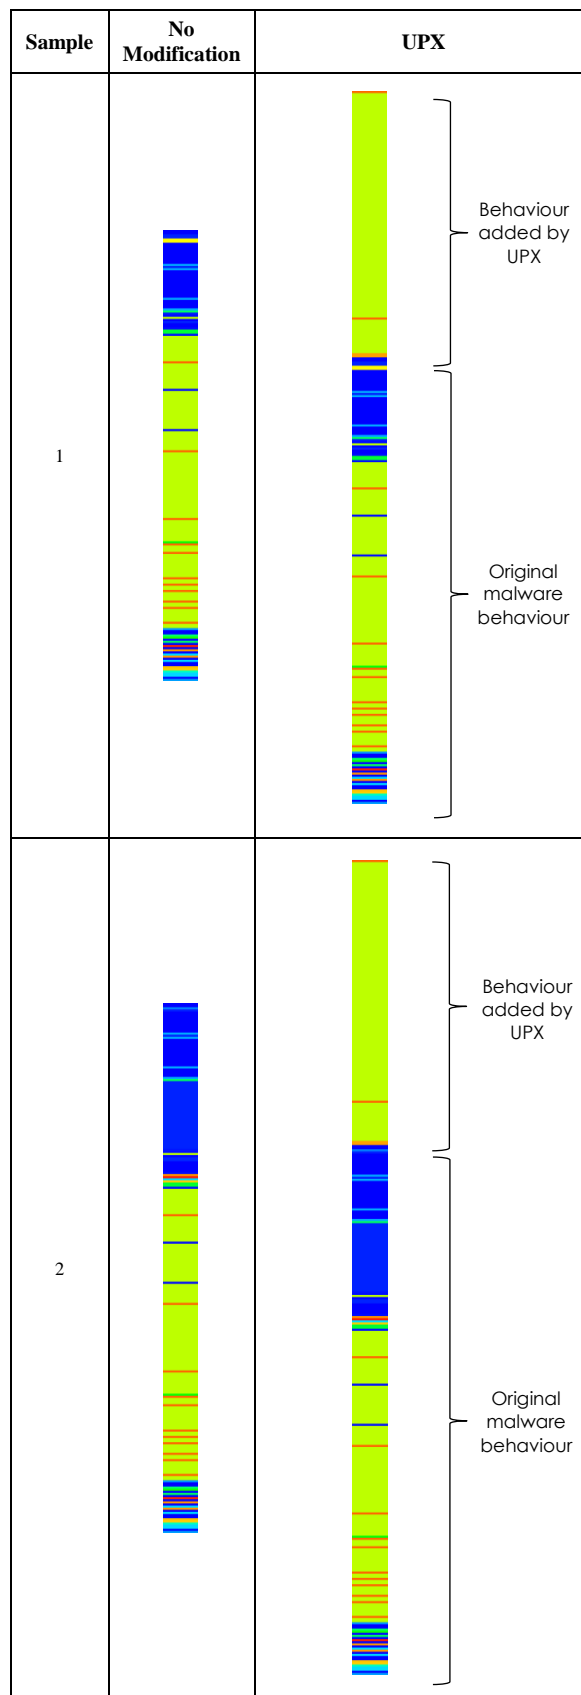 Sample
No
Modification
UPX
1
Behaviour
added by
UPX
Original
malware
behaviour
2
Behaviour
added by
UPX
Original
malware
behaviour